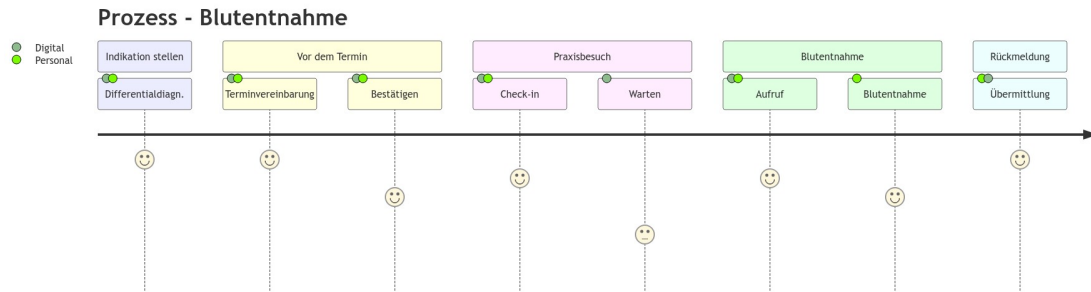 Prozess - Blutentnahme
Digital
Personal
Indikation stellen
Vor dem Termin
Praxisbesuch
Blutentnahme
Rückmeldung
Differentialdiagn.
Terminvereinbarung
Bestätigen
Check-in
Warten
Aufruf
Blutentnahme
Übermittlung